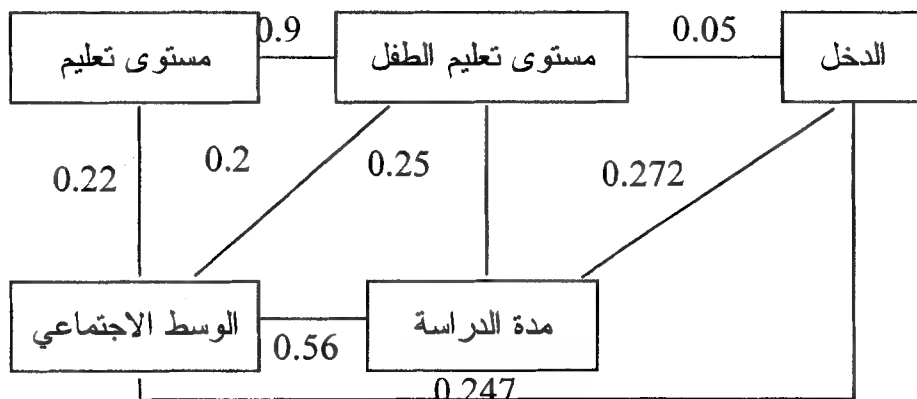 مستوى تعليم
0.9
مستوى تعليم الطفل
0.05
الدخل
0.22
0.2
0.25
0.272
الوسط الاجتماعي
0.56
مدة الدراسة
0.247